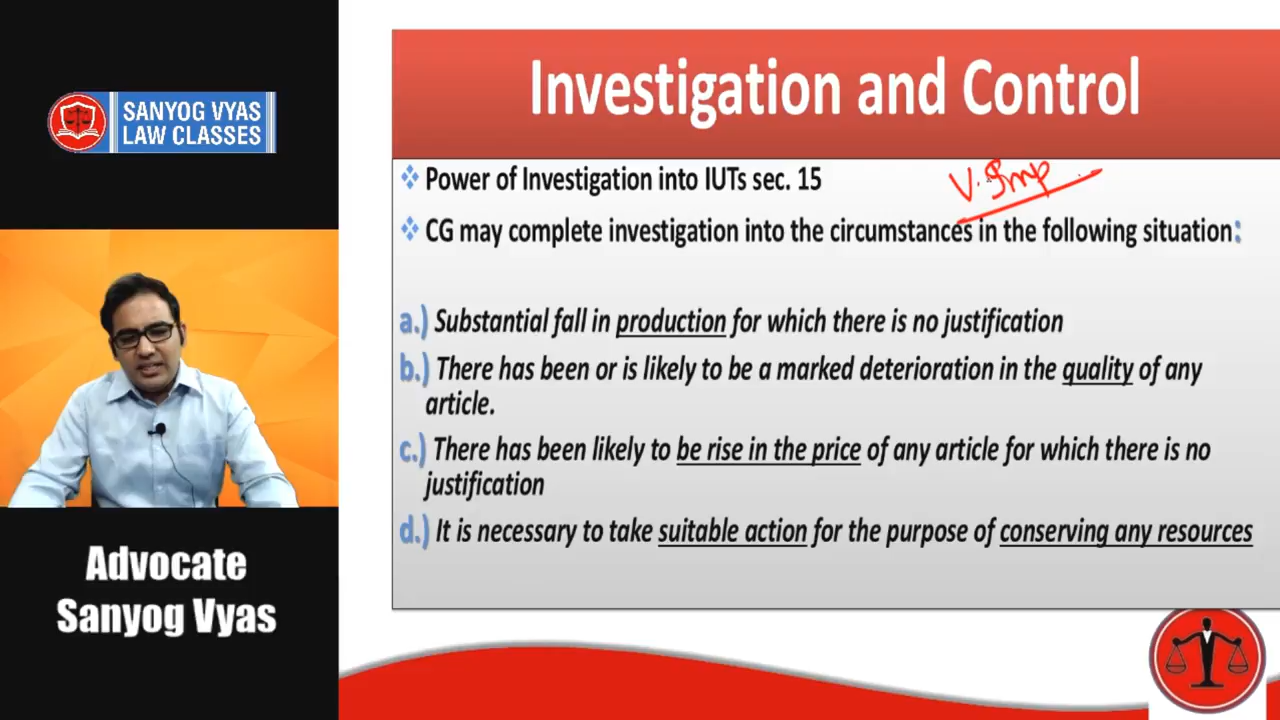 SANYOG VYAS
LAW CLASSES
Advocate
Sanyog Vyas
Investigation and Control
Power of Investigation into IUTs sec. 15
V. Imp
CG may complete investigation into the circumstances in the following situation:
a.) Substantial fall in production for which there is no justification
b.) There has been or is likely to be a marked deterioration in the quality of any
article.
c.) There has been likely to be rise in the price of any article for which there is no
justification
d.) It is necessary to take suitable action for the purpose of conserving any resources